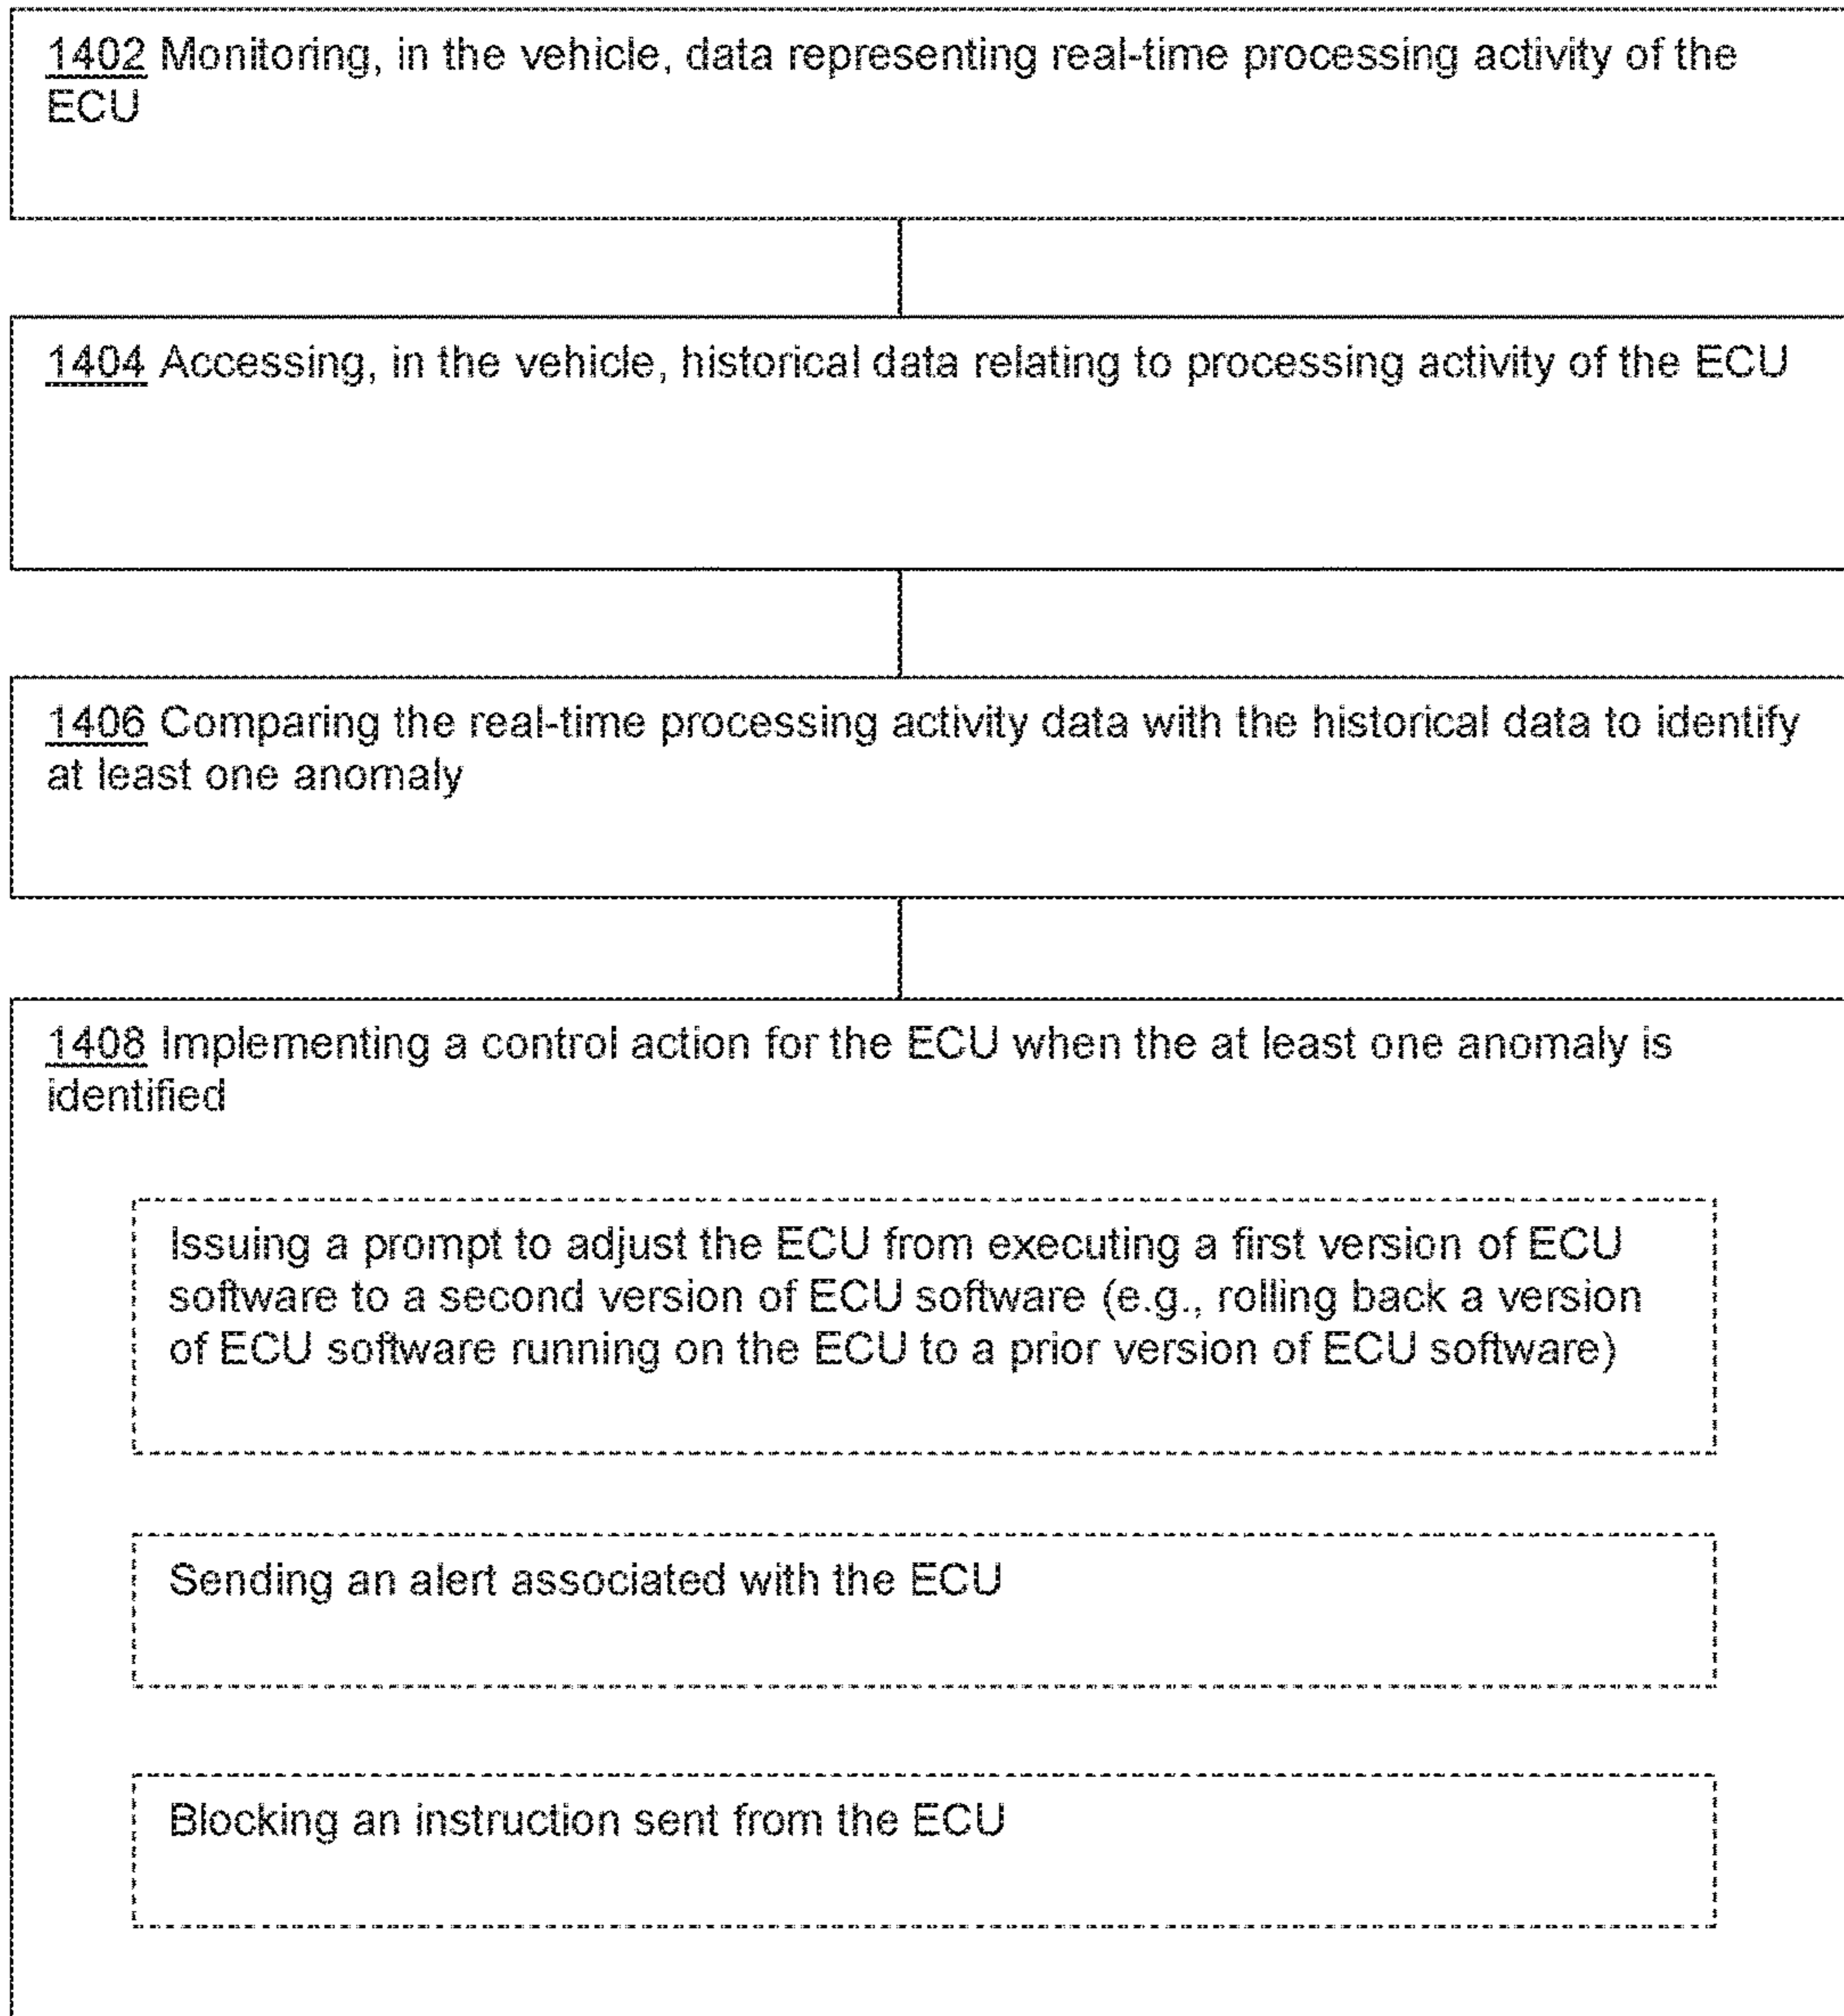 1402 Monitoring, in the vehicle, data representing real-time processing activity of the
ECU
1404 Accessing, in the vehicle, historical data relating to processing activity of the ECU
1406 Comparing the real-time processing activity data with the historical data to identify
at least one anomaly
1408 Implementing a control action for the ECU when the at least one anomaly is
identified
Issuing a prompt to adjust the ECU from executing a first version of ECU
software to a second version of ECU software (e.g., rolling back a version
of ECU software running on the ECU to a prior version of ECU software)
Sending an alert associated with the ECU
Blocking an instruction sent from the ECU